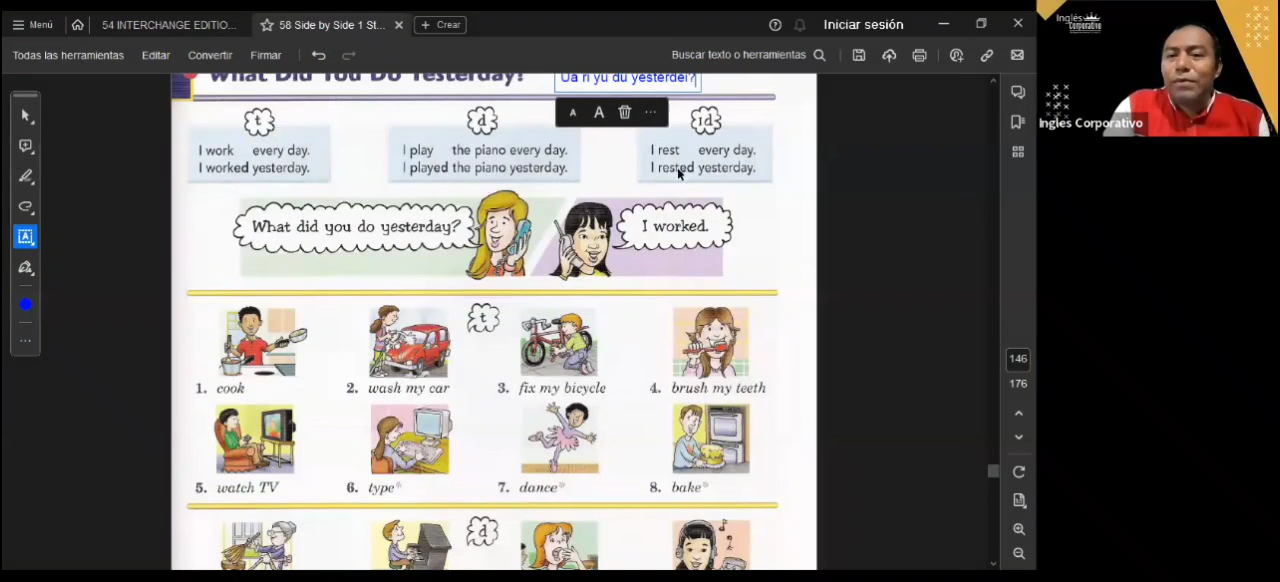 Menú
54 INTERCHANGE EDITIO...
58 Side by Side 1 St...
Crear
Iniciar sesión
Todas las herramientas
Editar
Convertir
Firmar
Buscar texto o herramientas
What Did You Do Yesterday?
Ua ri yu du yesterdei?
A A ...
t
d
Id
I work every day.
I worked yesterday.
I play the piano every day.
I played the piano yesterday.
I rest every day.
I rested yesterday.
What did you do yesterday?
I worked.
t
1. cook
2. wash my car
3. fix my bicycle
4. brush my teeth
5. watch TV
6. type*
7. dance*
8. bake*
d
146
176
Inglés
Corporativo
Ingles Corporativo